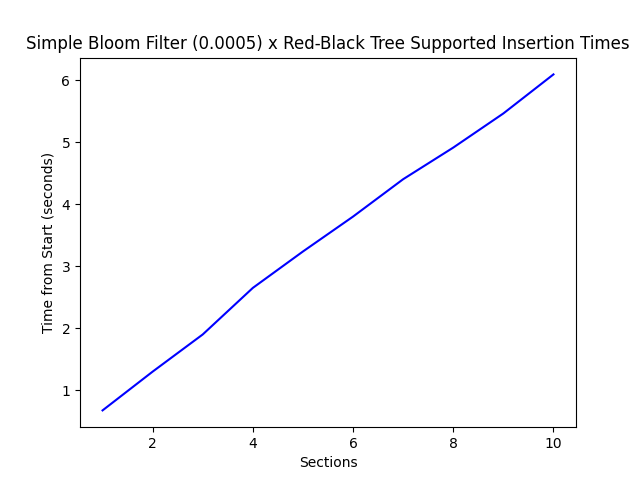 Simple Bloom Filter (0.0005) x Red-Black Tree Supported Insertion Times
Time from Start (seconds)
6
5
4
3
2
1
2 4 6 8 10
Sections